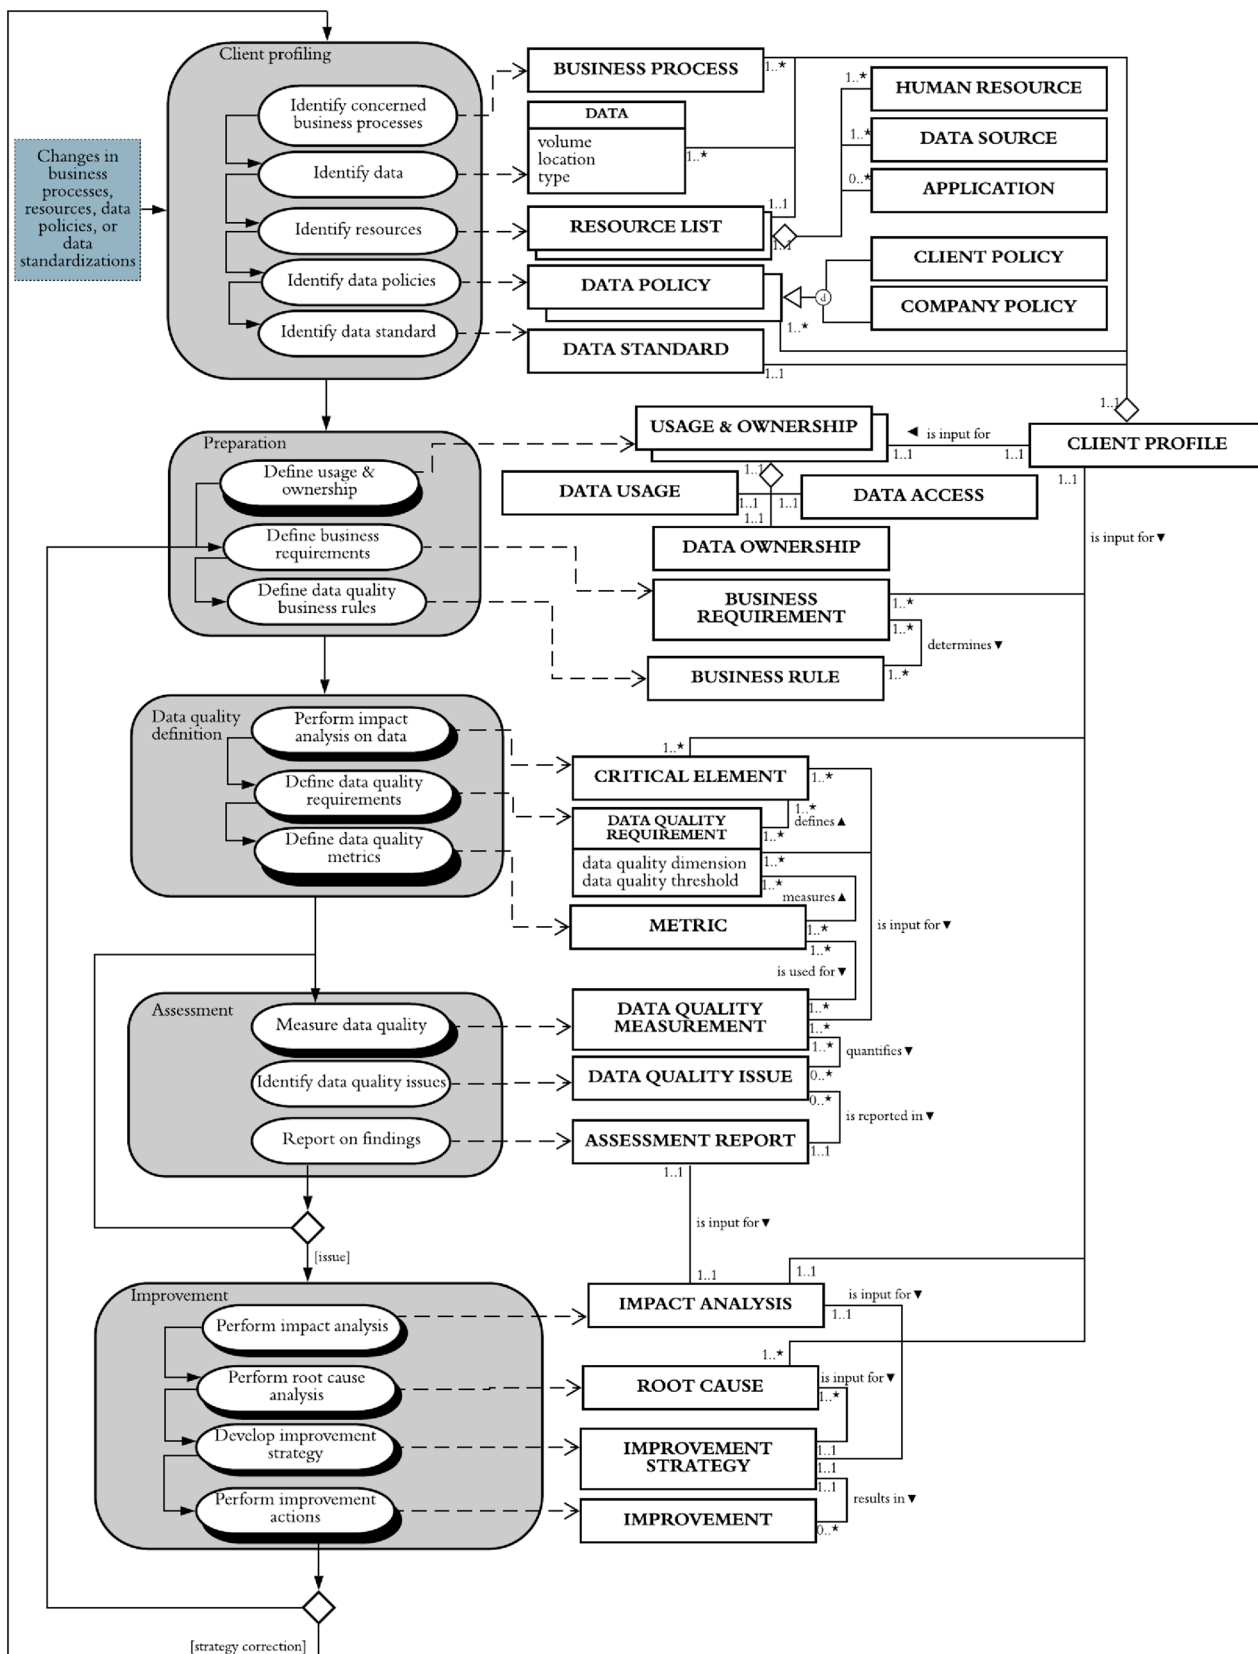 Client profiling
Identify concerned
business processes
Identify data
Identify resources
Identify data policies
Identify data standard
Changes in
business
processes,
resources, data
policies, or
data
standardizations
BUSINESS PROCESS
1..*
DATA
volume
location
type
1..*
RESOURCE LIST
1..1
1..1
DATA POLICY
1..*
DATA STANDARD
1..1
1..*
HUMAN RESOURCE
1..*
DATA SOURCE
0..*
APPLICATION
CLIENT POLICY
d
COMPANY POLICY
1..1
CLIENT PROFILE
1..1
◄ is input for
1..1
1..1
Preparation
Define usage &
ownership
Define business
requirements
Define data quality
business rules
USAGE & OWNERSHIP
1..1
DATA USAGE
1..1
1..1
DATA ACCESS
1..1
DATA OWNERSHIP
is input for ▼
BUSINESS
REQUIREMENT
1..*
1..*
determines ▼
BUSINESS RULE
1..*
Data quality
definition
Perform impact
analysis on data
Define data quality
requirements
Define data quality
metrics
1..*
CRITICAL ELEMENT
1..*
1..*
defines ▲
DATA QUALITY
REQUIREMENT
1..*
data quality dimension
data quality threshold
1..*
1..*
measures ▲
METRIC
1..*
1..*
is input for ▼
is used for ▼
Assessment
Measure data quality
Identify data quality issues
Report on findings
DATA QUALITY
MEASUREMENT
1..*
1..*
1..*
quantifies ▼
DATA QUALITY ISSUE
0..*
0..*
is reported in ▼
ASSESSMENT REPORT
1..1
1..1
is input for ▼
1..1
1..1
[issue]
Improvement
Perform impact analysis
Perform root cause
analysis
Develop improvement
strategy
Perform improvement
actions
IMPACT ANALYSIS
1..1
is input for ▼
1..*
ROOT CAUSE
is input for ▼
1..*
IMPROVEMENT
STRATEGY
1..1
1..1
1..1
results in ▼
IMPROVEMENT
0..*
[strategy correction]